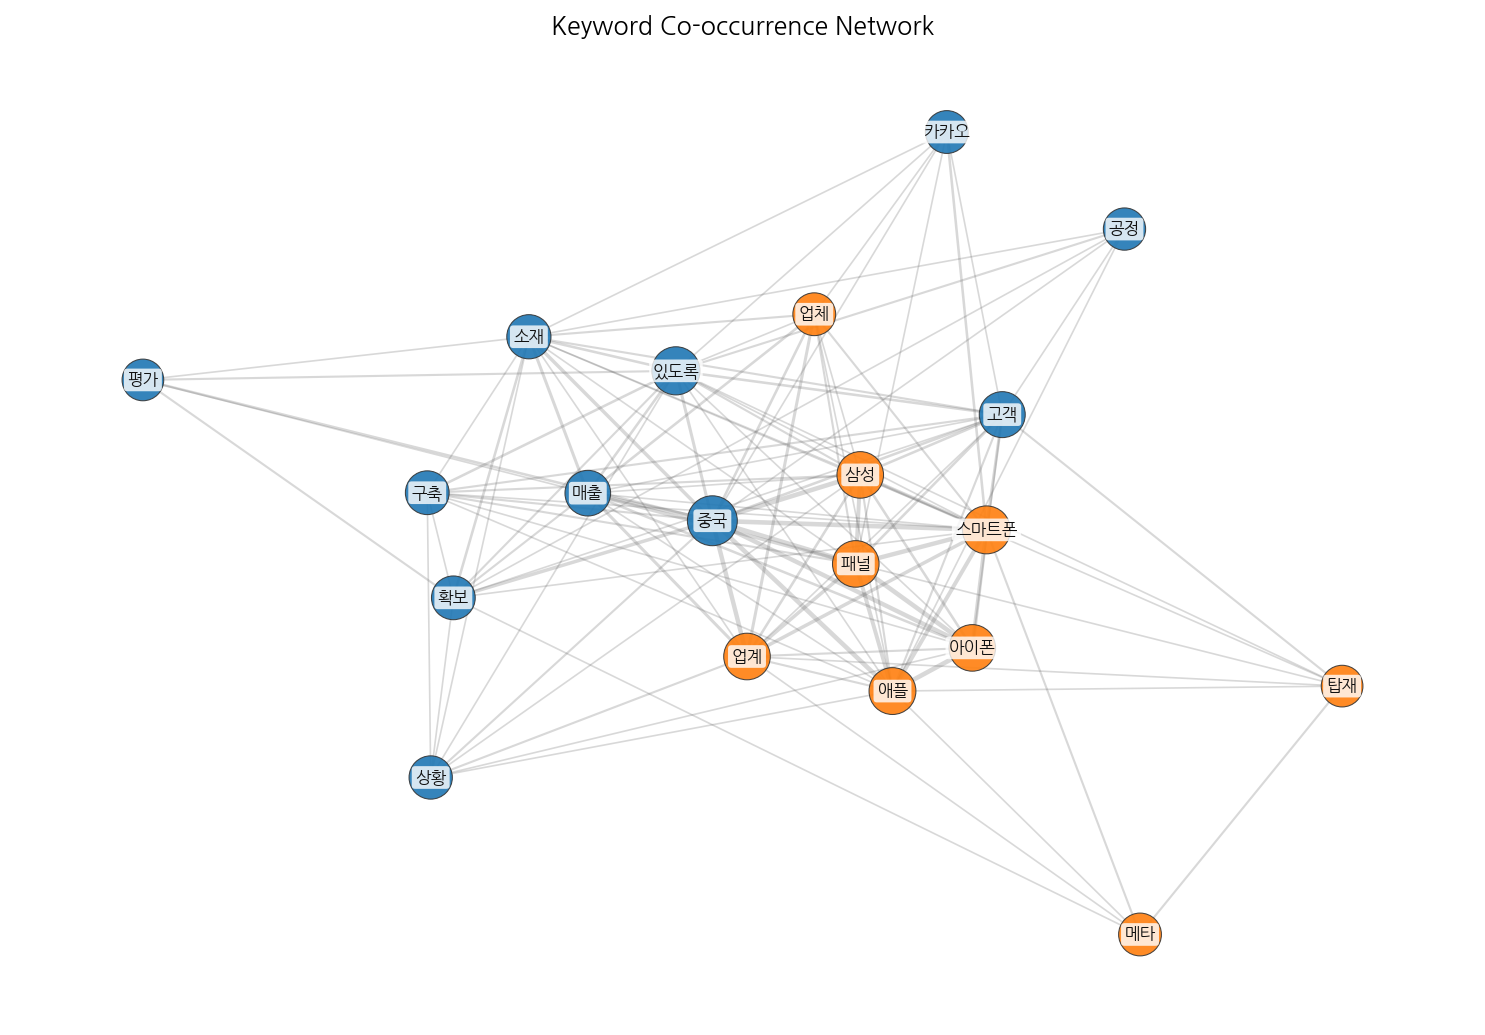 Keyword Co-occurrence Network
카카오
공정
업체
소재
있도록
평가
고객
삼성
구축
매출
중국
스마트폰
패널
확보
아이폰
업계
탑재
애플
상황
메타